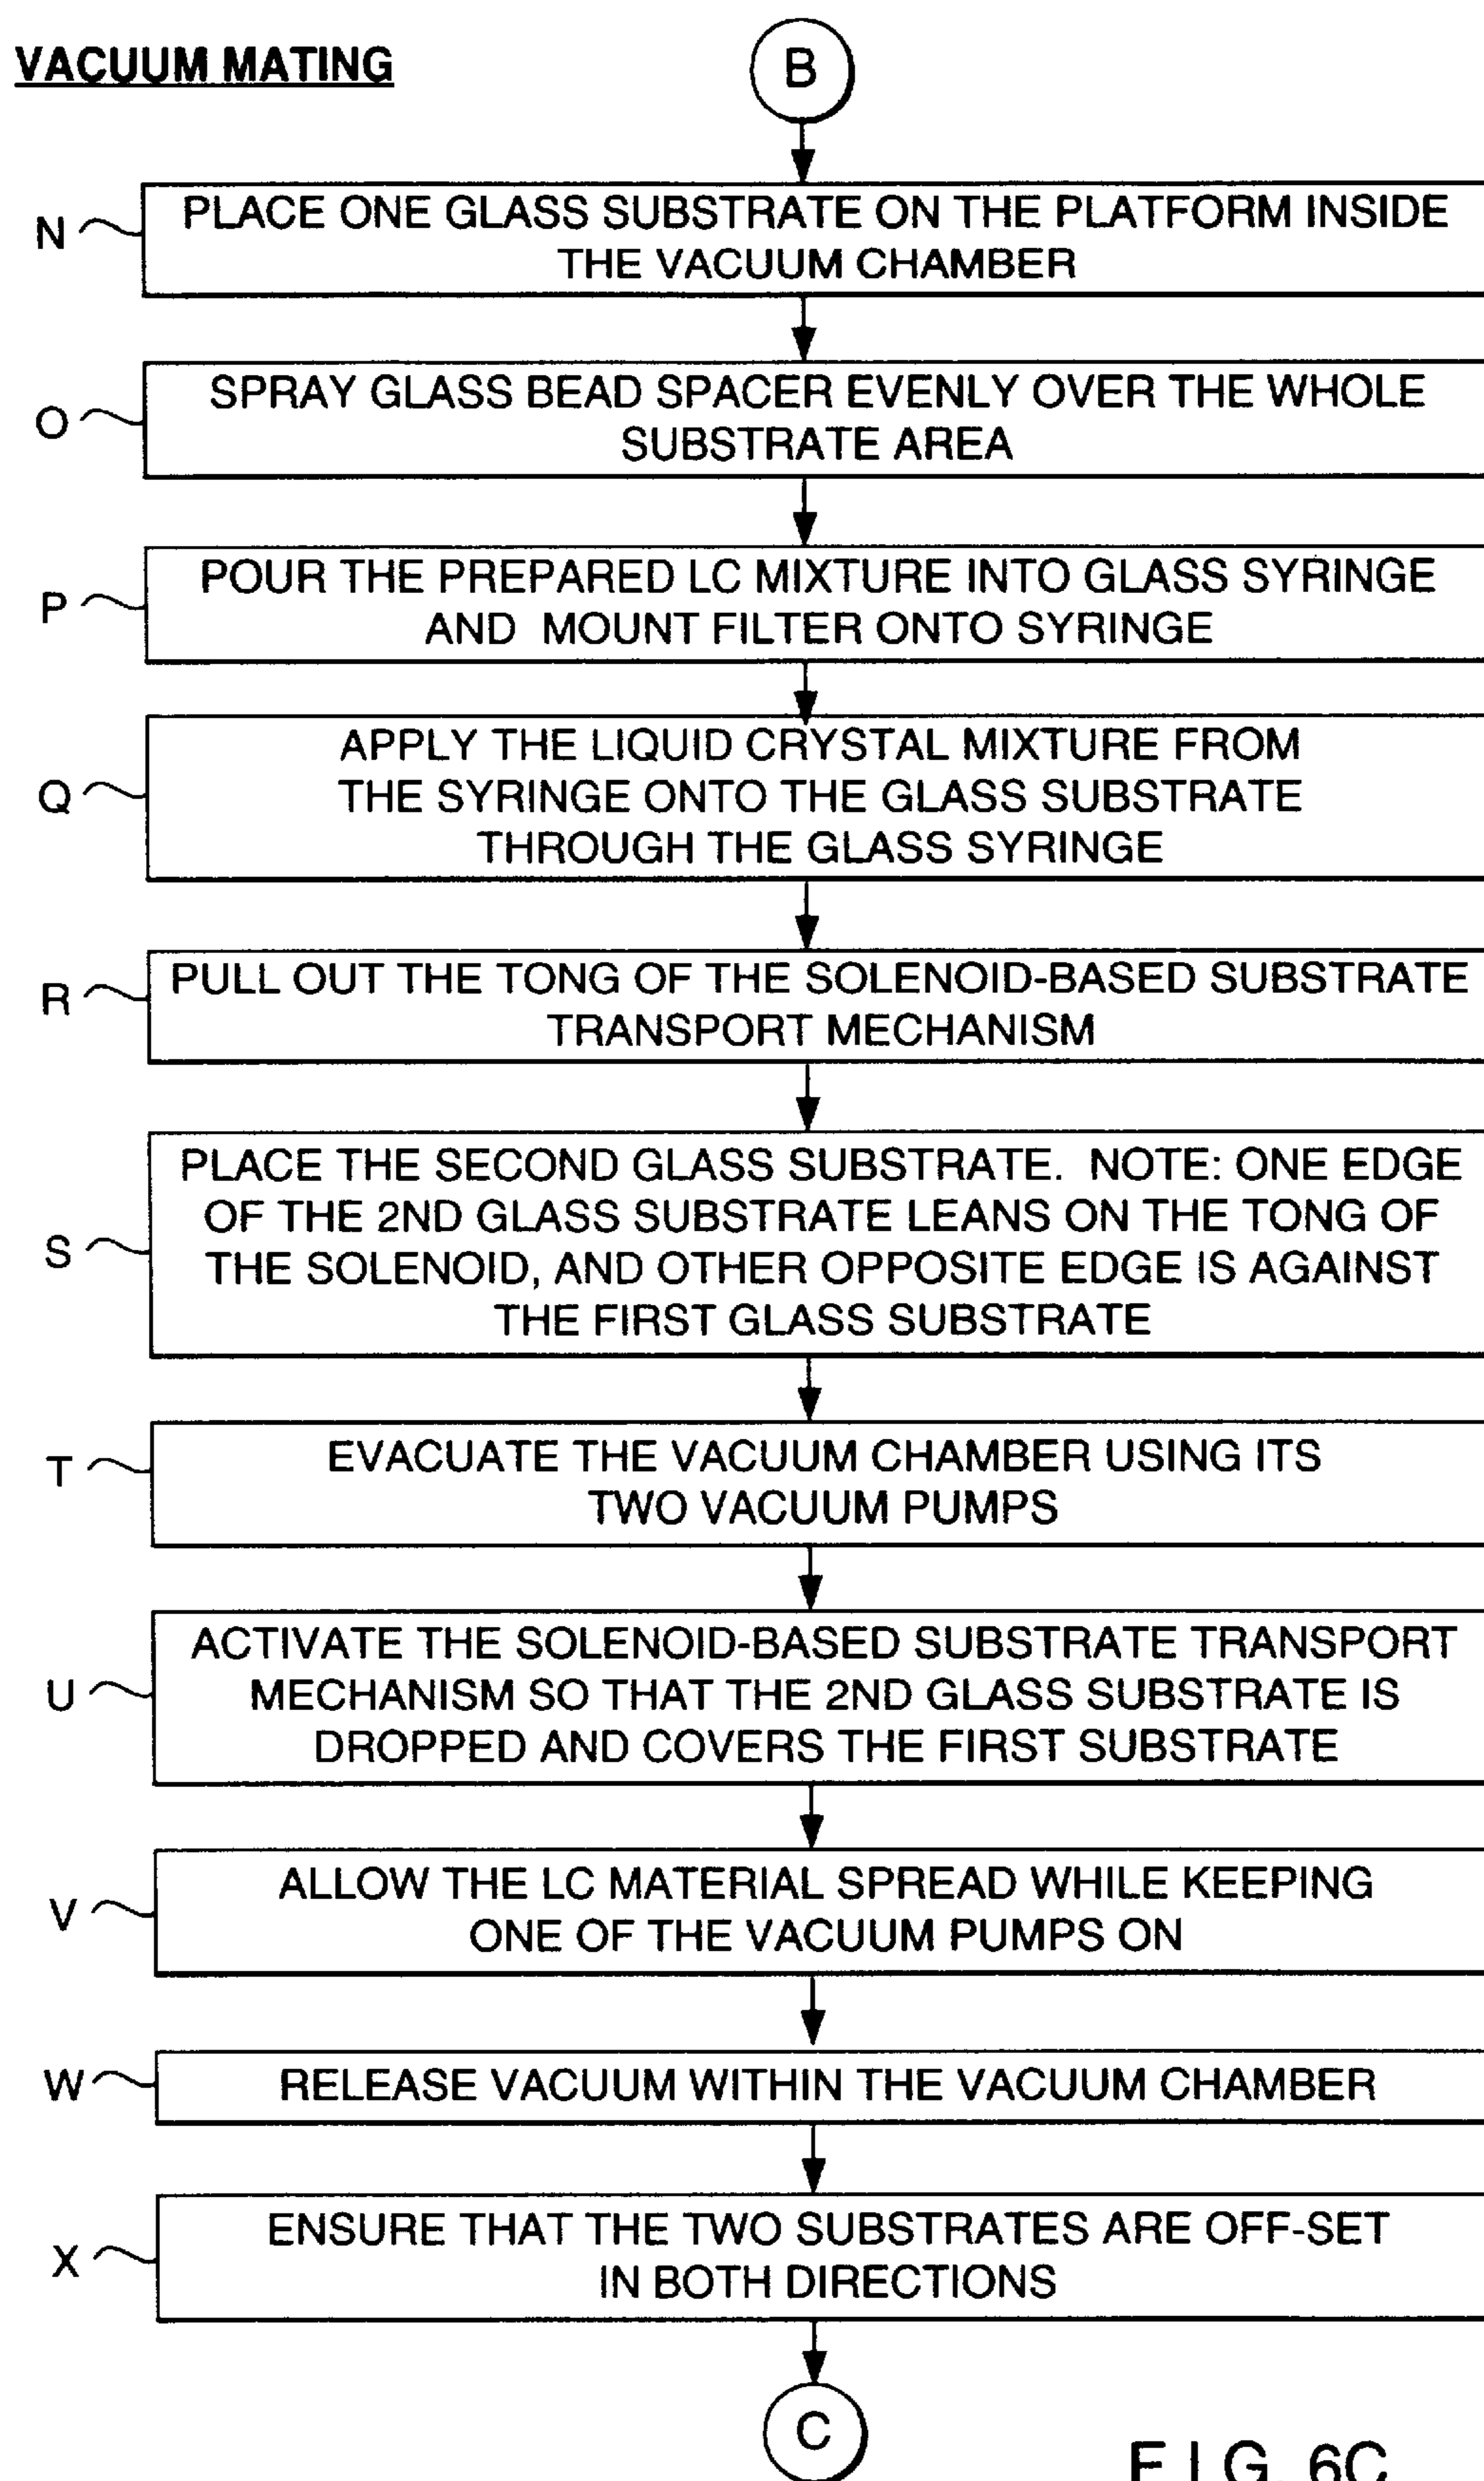 VACUUM MATING
B
N
PLACE ONE GLASS SUBSTRATE ON THE PLATFORM INSIDE
THE VACUUM CHAMBER
O
SPRAY GLASS BEAD SPACER EVENLY OVER THE WHOLE
SUBSTRATE AREA
P
POUR THE PREPARED LC MIXTURE INTO GLASS SYRINGE
AND MOUNT FILTER ONTO SYRINGE
Q
APPLY THE LIQUID CRYSTAL MIXTURE FROM
THE SYRINGE ONTO THE GLASS SUBSTRATE
THROUGH THE GLASS SYRINGE
R
PULL OUT THE TONG OF THE SOLENOID-BASED SUBSTRATE
TRANSPORT MECHANISM
S
PLACE THE SECOND GLASS SUBSTRATE. NOTE: ONE EDGE
OF THE 2ND GLASS SUBSTRATE LEANS ON THE TONG OF
THE SOLENOID, AND OTHER OPPOSITE EDGE IS AGAINST
THE FIRST GLASS SUBSTRATE
T
EVACUATE THE VACUUM CHAMBER USING ITS
TWO VACUUM PUMPS
U
ACTIVATE THE SOLENOID-BASED SUBSTRATE TRANSPORT
MECHANISM SO THAT THE 2ND GLASS SUBSTRATE IS
DROPPED AND COVERS THE FIRST SUBSTRATE
V
ALLOW THE LC MATERIAL SPREAD WHILE KEEPING
ONE OF THE VACUUM PUMPS ON
W
RELEASE VACUUM WITHIN THE VACUUM CHAMBER
X
ENSURE THAT THE TWO SUBSTRATES ARE OFF-SET
IN BOTH DIRECTIONS
C
FIG. 6C